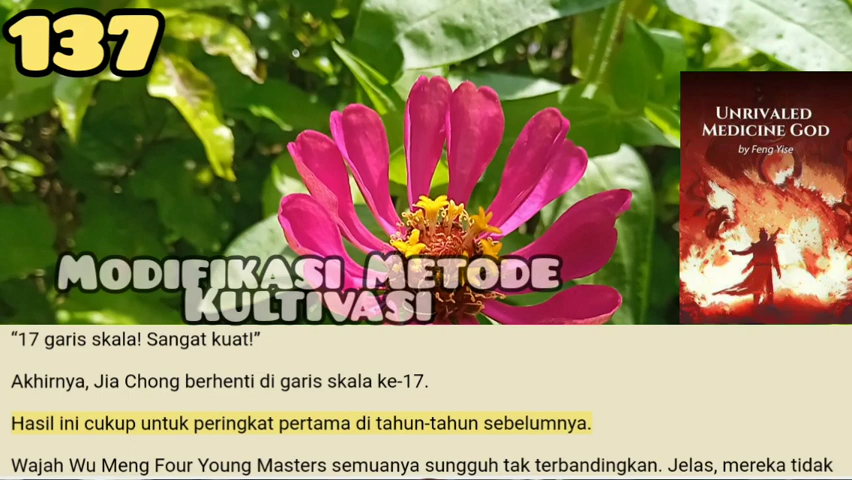 137
UNRIVALED
MEDICINE GOD
by Feng Yise
MODIFIKASI METODE
KULTIVASI
“17 garis skala! Sangat kuat!”
Akhirnya, Jia Chong berhenti di garis skala ke-17.
Hasil ini cukup untuk peringkat pertama di tahun-tahun sebelumnya.
Wajah Wu Meng Four Young Masters semuanya sungguh tak terbandingkan. Jelas, mereka tidak